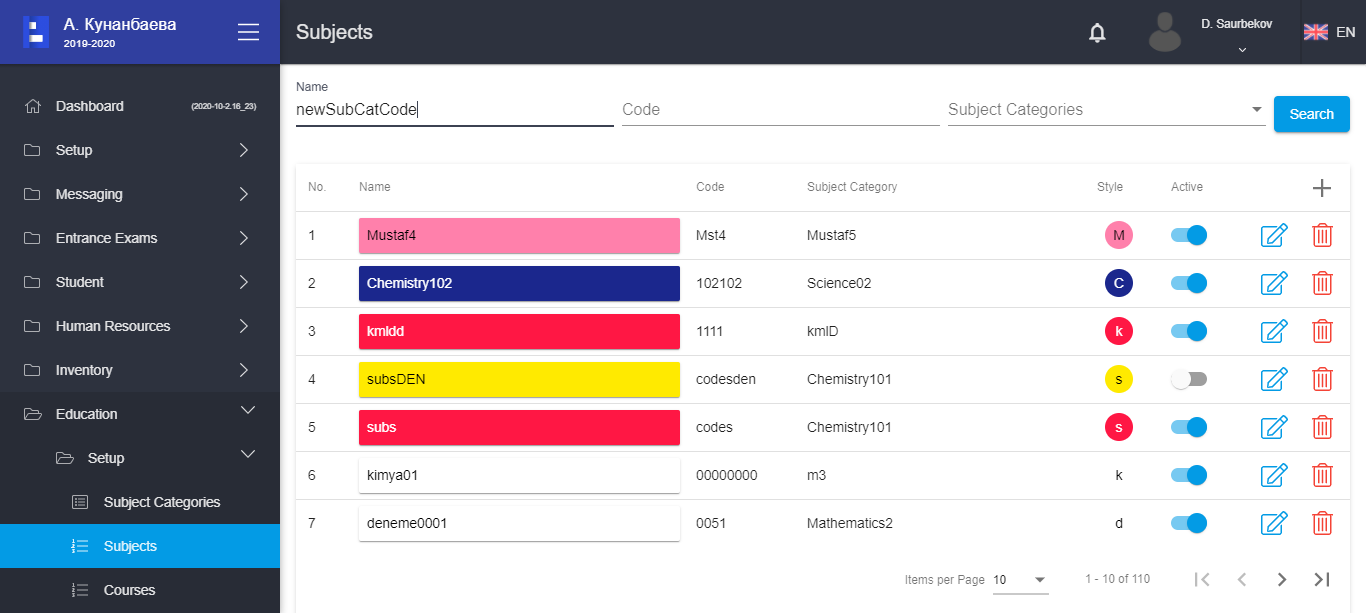 А. Кунанбаева
2019-2020
Subjects
D. Saurbekov
EN
Dashboard (2020-10-2.16_23)
Setup
Messaging
Entrance Exams
Student
Human Resources
Inventory
Education
Setup
Subject Categories
Subjects
Courses
Name
newSubCatCode Code Subject Categories Search
No. Name Code Subject Category Style Active
1 Mustaf4 Mst4 Mustaf5 M
2 Chemistry102 102102 Science02 C
3 kmldd 1111 kmlD k
4 subsDEN codesden Chemistry101 s
5 subs codes Chemistry101 s
6 kimya01 00000000 m3 k
7 deneme0001 0051 Mathematics2 d
Items per Page 10 1 - 10 of 110